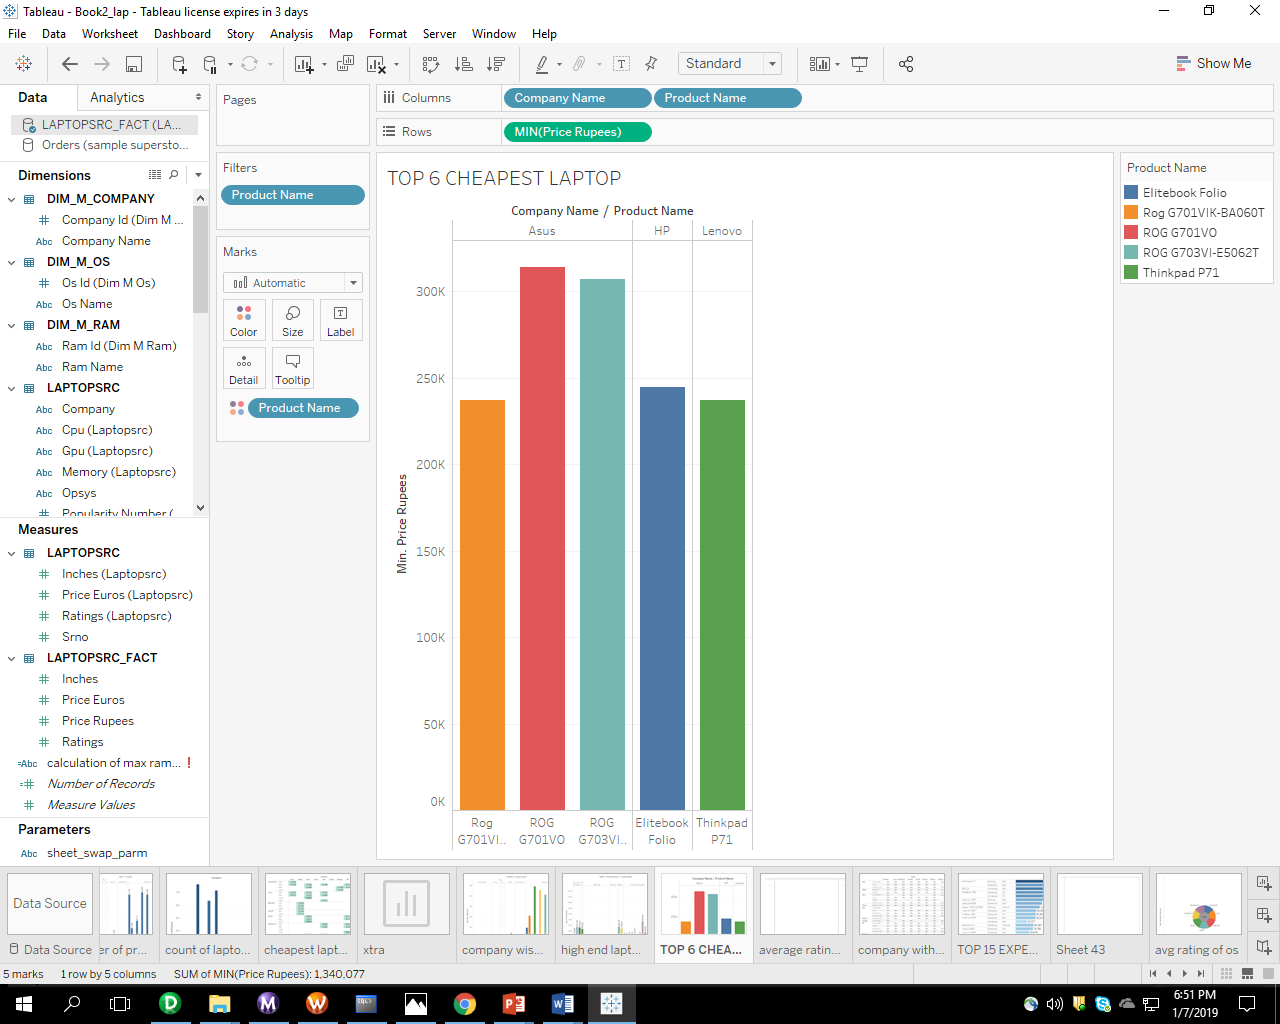 Tableau - Book2_lap - Tableau license expires in 3 days
File Data Worksheet Dashboard Story Analysis Map Format Server Window Help
Standard
Show Me
Data Analytics
LAPTOPSRC_FACT (LA...
Orders (sample supersto...
Dimensions
DIM_M_COMPANY
# Company Id (Dim M ...
Abc Company Name
DIM_M_OS
# Os Id (Dim M Os)
Abc Os Name
DIM_M_RAM
Abc Ram Id (Dim M Ram)
Abc Ram Name
LAPTOPSRC
Abc Company
Abc Cpu (Laptopsrc)
Abc Gpu (Laptopsrc)
Abc Memory (Laptopsrc)
Abc Opsys
# Popularity Number (
Measures
LAPTOPSRC
# Inches (Laptopsrc)
# Price Euros (Laptopsrc)
# Ratings (Laptopsrc)
# Srno
LAPTOPSRC_FACT
# Inches
# Price Euros
# Price Rupees
# Ratings
=Abc calculation of max ram... !
=# Number of Records
# Measure Values
Parameters
Abc sheet_swap_parm
Pages
Filters
Product Name
Marks
Automatic
Color Size Label
Detail Tooltip
Product Name
Columns Company Name Product Name
Rows MIN(Price Rupees)
TOP 6 CHEAPEST LAPTOP
Company Name / Product Name
Asus HP Lenovo
Min. Price Rupees
300K
250K
200K
150K
100K
50K
0K
Rog G701VI.. ROG G701VO ROG G703VI.. Elitebook Folio Thinkpad P71
Product Name
Elitebook Folio
Rog G701VIK-BA060T
ROG G701VO
ROG G703VI-E5062T
Thinkpad P71
Data Source
Data Source er of pr... count of lapto... cheapest lapt... xtra company wis... high end lapt... TOP 6 CHEA... average ratin... company with... TOP 15 EXPE... Sheet 43 avg rating of os
5 marks 1 row by 5 columns SUM of MIN(Price Rupees): 1,340,077
6:51 PM
1/7/2019